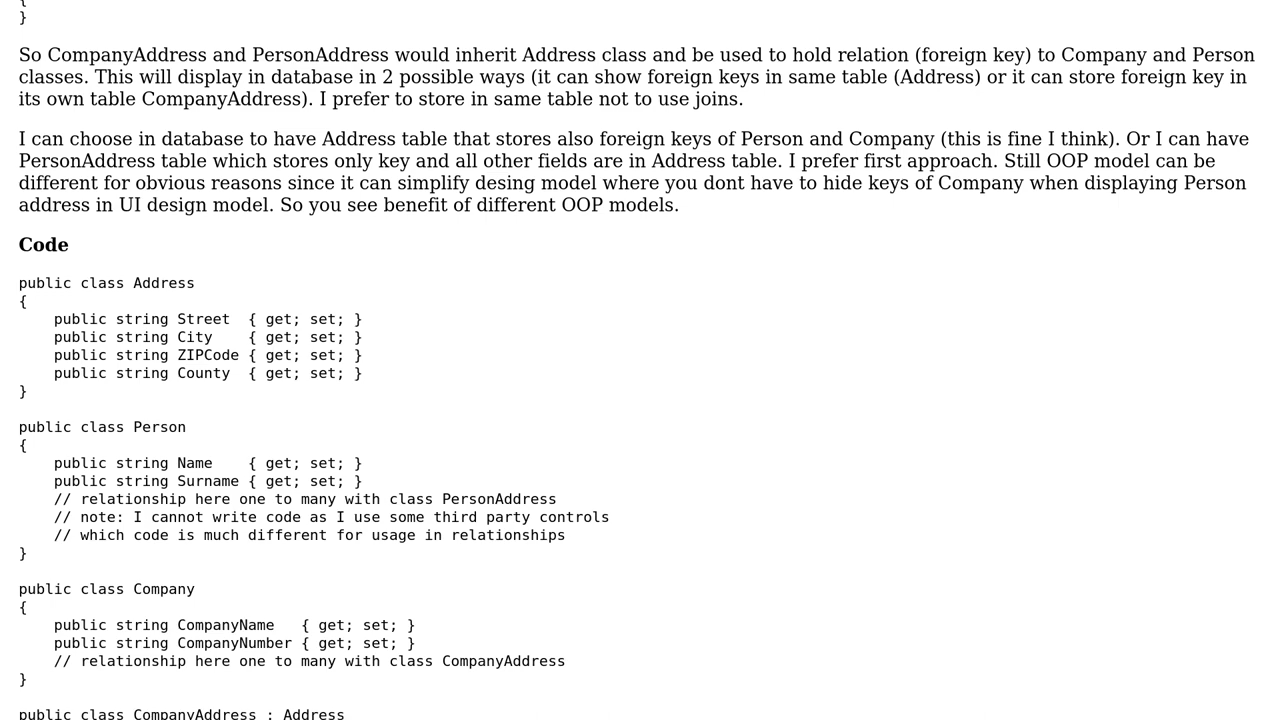 {
}
So CompanyAddress and PersonAddress would inherit Address class and be used to hold relation (foreign key) to Company and Person
classes. This will display in database in 2 possible ways (it can show foreign keys in same table (Address) or it can store foreign key in
its own table CompanyAddress). I prefer to store in same table not to use joins.
I can choose in database to have Address table that stores also foreign keys of Person and Company (this is fine I think). Or I can have
PersonAddress table which stores only key and all other fields are in Address table. I prefer first approach. Still OOP model can be
different for obvious reasons since it can simplify desing model where you dont have to hide keys of Company when displaying Person
address in UI design model. So you see benefit of different OOP models.
Code
public class Address
{
    public string Street  { get; set; }
    public string City    { get; set; }
    public string ZIPCode { get; set; }
    public string County  { get; set; }
}
public class Person
{
    public string Name    { get; set; }
    public string Surname { get; set; }
    // relationship here one to many with class PersonAddress
    // note: I cannot write code as I use some third party controls
    // which code is much different for usage in relationships
}
public class Company
{
    public string CompanyName   { get; set; }
    public string CompanyNumber { get; set; }
    // relationship here one to many with class CompanyAddress
}
public class CompanyAddress : Address